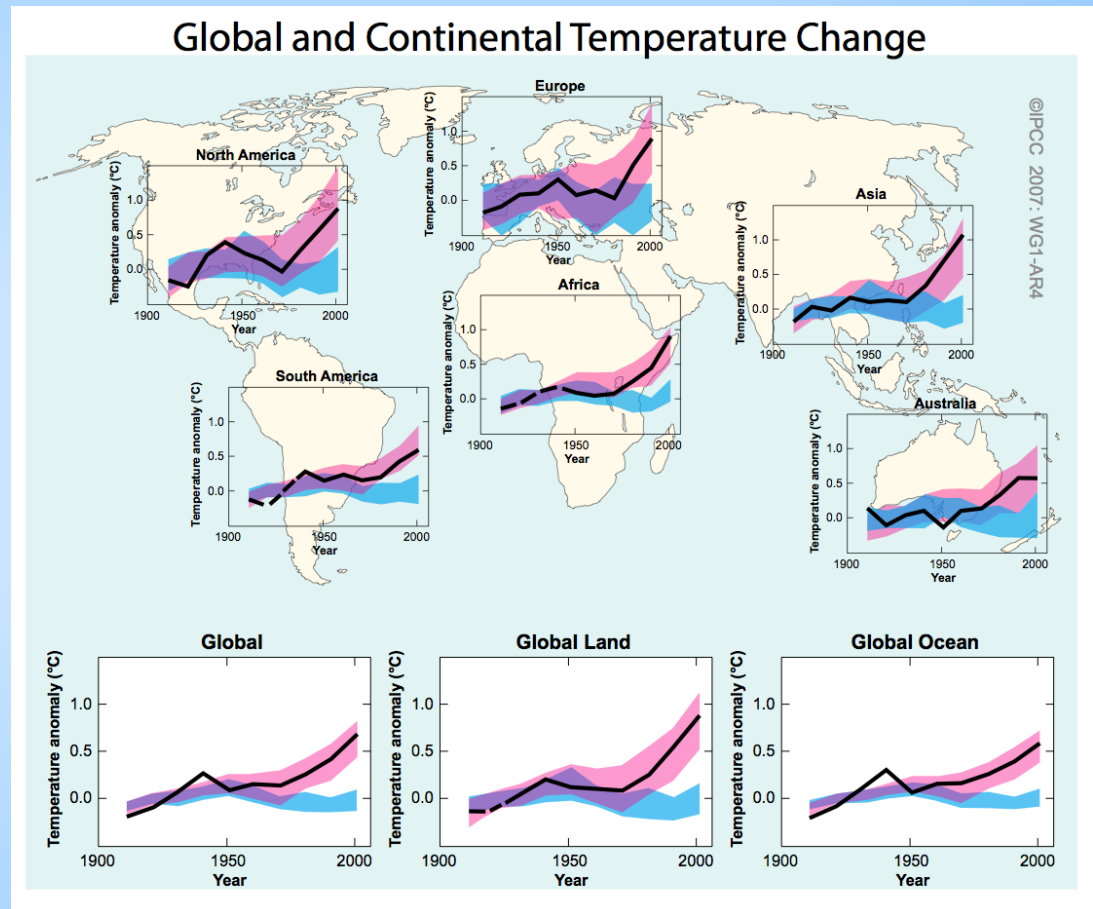 Global and Continental Temperature Change
©IPCC 2007: WG1-AR4
Europe
Temperature anomaly (°C)
1.0
0.5
0.0
1900
1950
2000
Year
North America
Temperature anomaly (°C)
1.0
0.5
0.0
1900
1950
2000
Year
Asia
Temperature anomaly (°C)
1.0
0.5
0.0
1900
1950
2000
Year
Africa
Temperature anomaly (°C)
1.0
0.5
0.0
1900
1950
2000
Year
South America
Temperature anomaly (°C)
1.0
0.5
0.0
1900
1950
2000
Year
Australia
Temperature anomaly (°C)
1.0
0.5
0.0
1900
1950
2000
Year
Global
Temperature anomaly (°C)
1.0
0.5
0.0
1900
1950
2000
Year
Global Land
Temperature anomaly (°C)
1.0
0.5
0.0
1900
1950
2000
Year
Global Ocean
Temperature anomaly (°C)
1.0
0.5
0.0
1900
1950
2000
Year